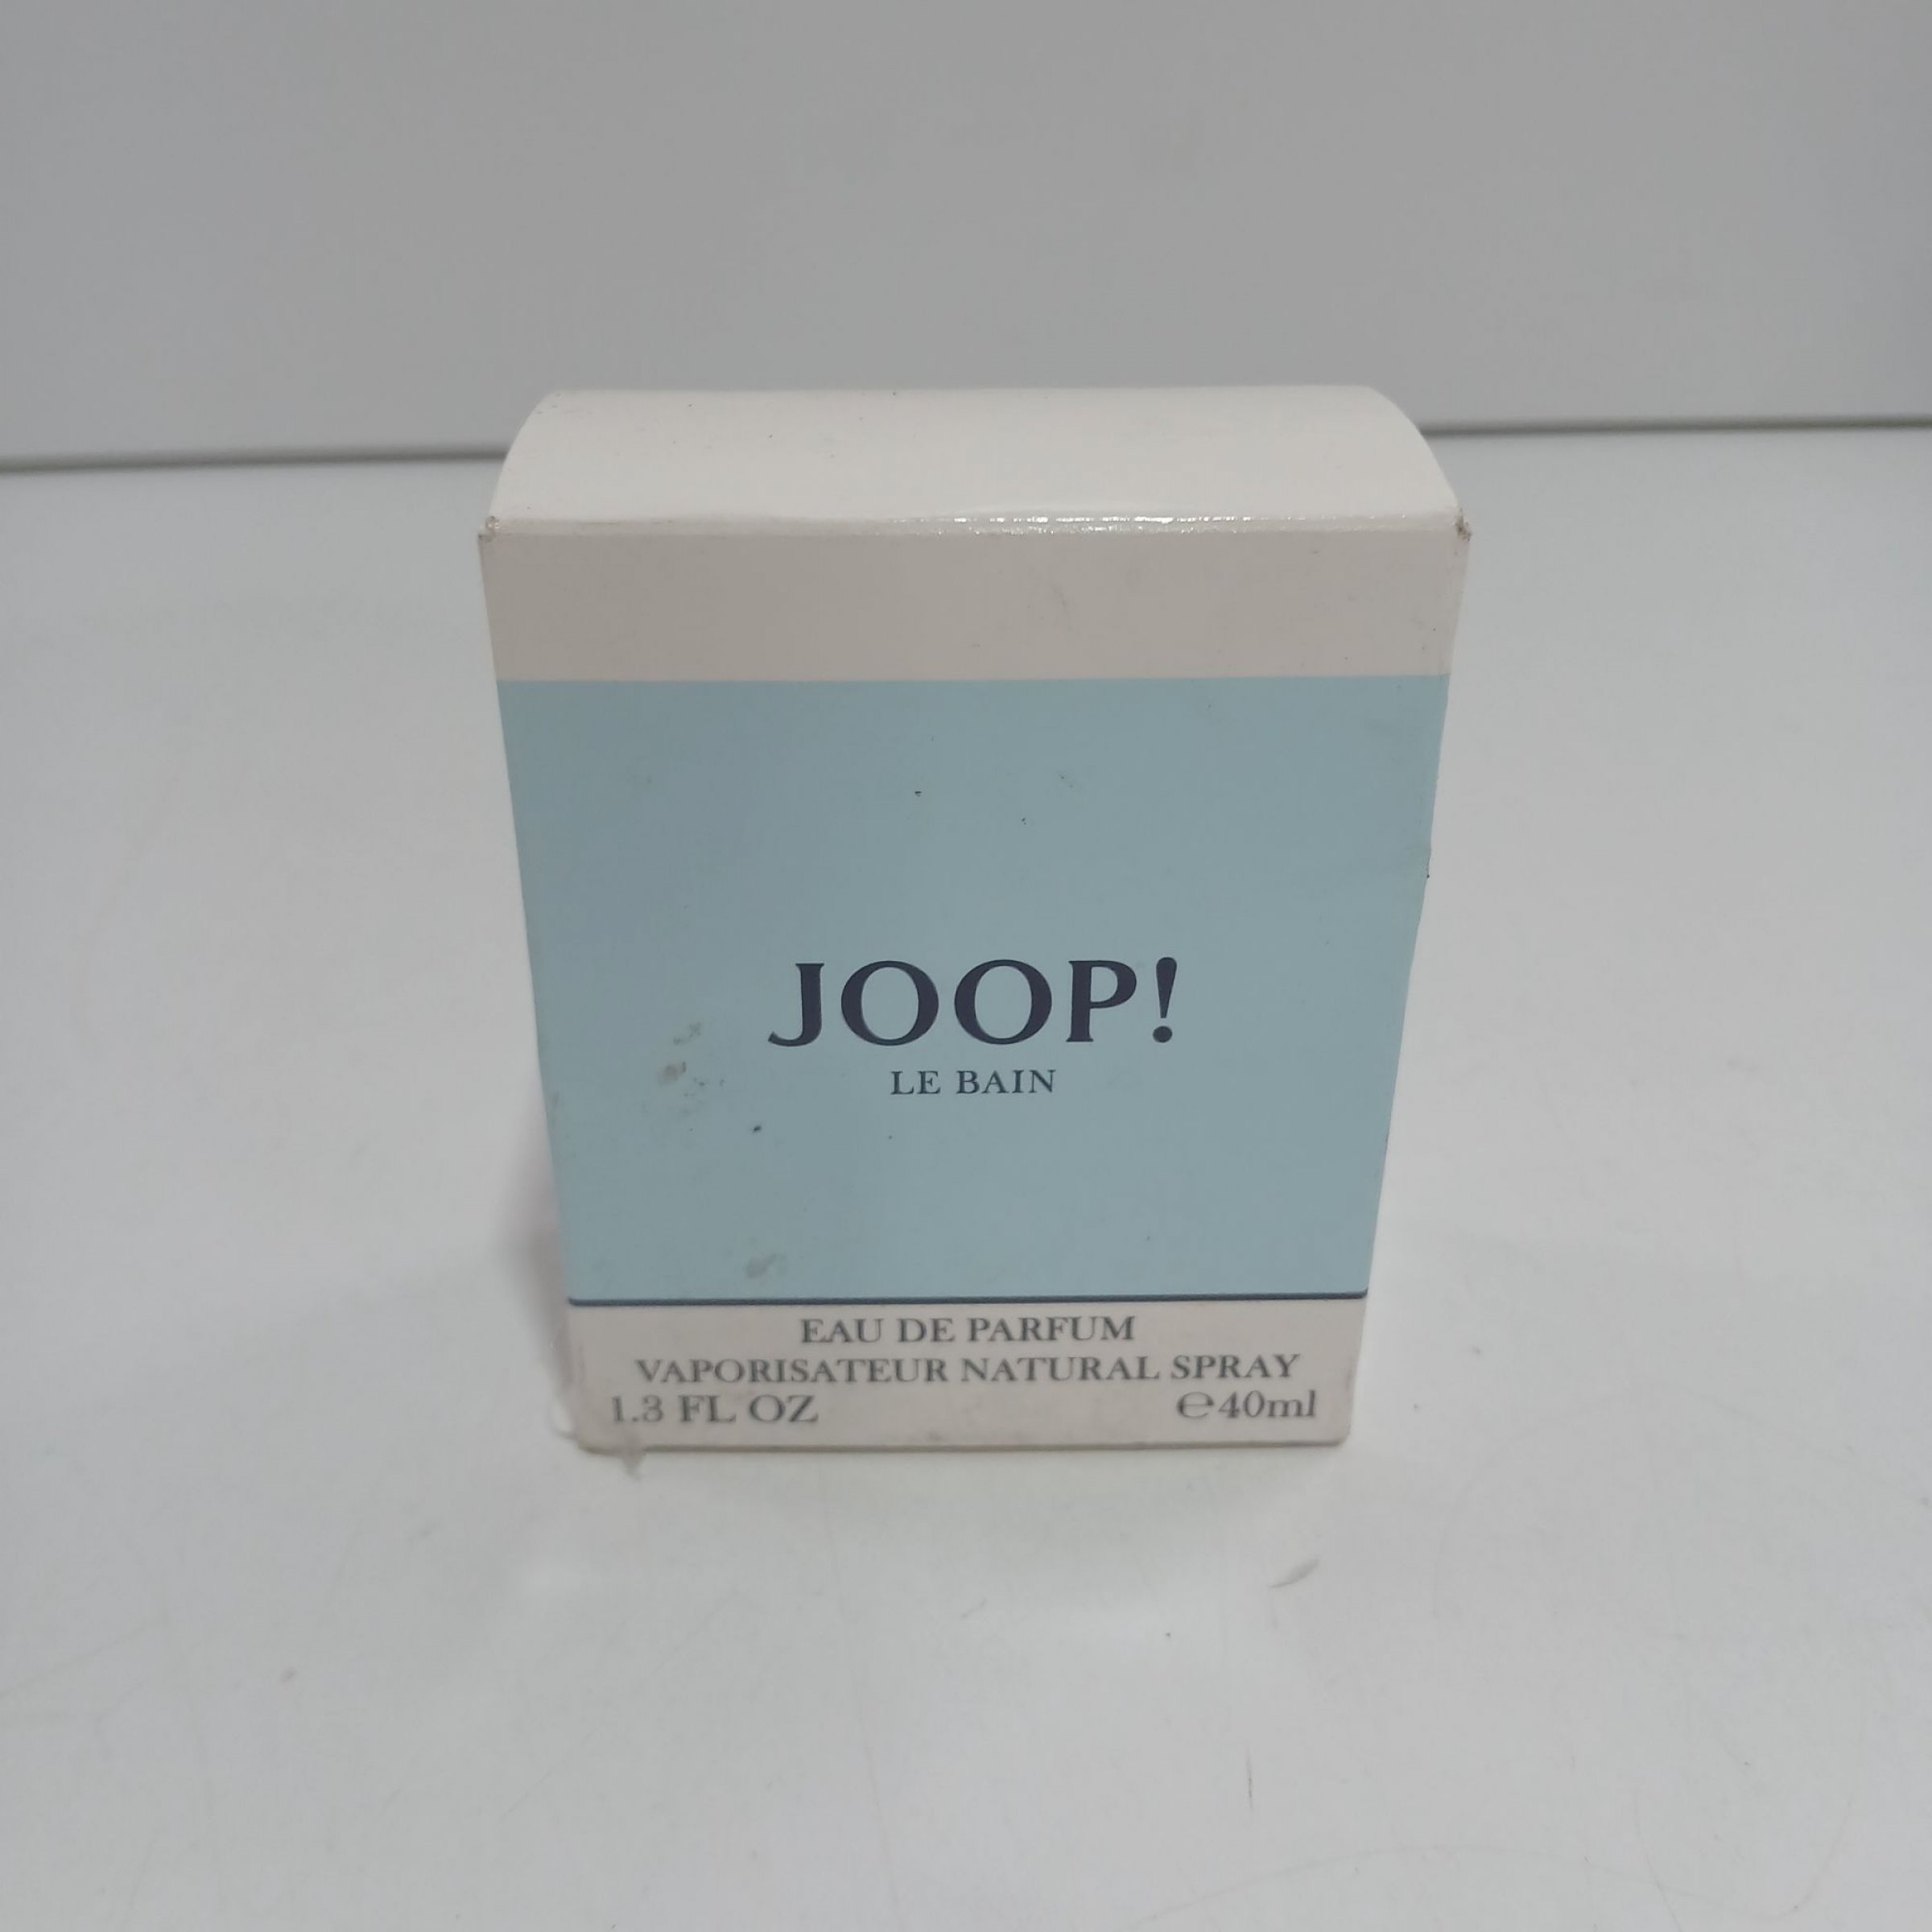 JOOP!
LE BAIN
EAU DE PARFUM
VAPORISATEUR NATURAL SPRAY
1.3 FL OZ ℮40ml